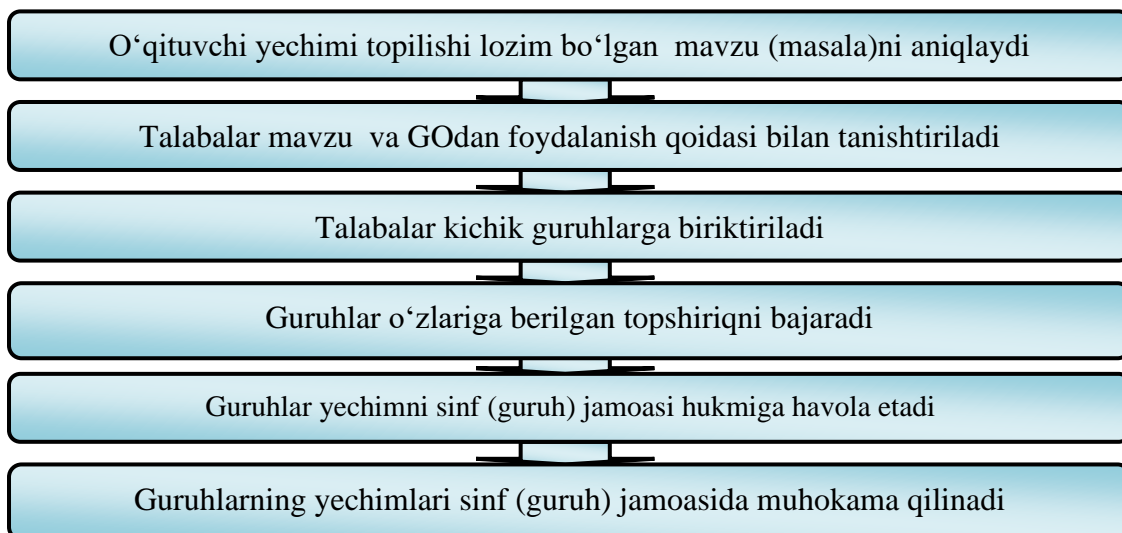 O‘qituvchi yechimi topilishi lozim bo‘lgan mavzu (masala)ni aniqlaydi
Talabalar mavzu va GOdan foydalanish qoidasi bilan tanishtiriladi
Talabalar kichik guruhlarga biriktiriladi
Guruhlar o‘zlariga berilgan topshiriqni bajaradi
Guruhlar yechimni sinf (guruh) jamoasi hukmiga havola etadi
Guruhlarning yechimlari sinf (guruh) jamoasida muhokama qilinadi